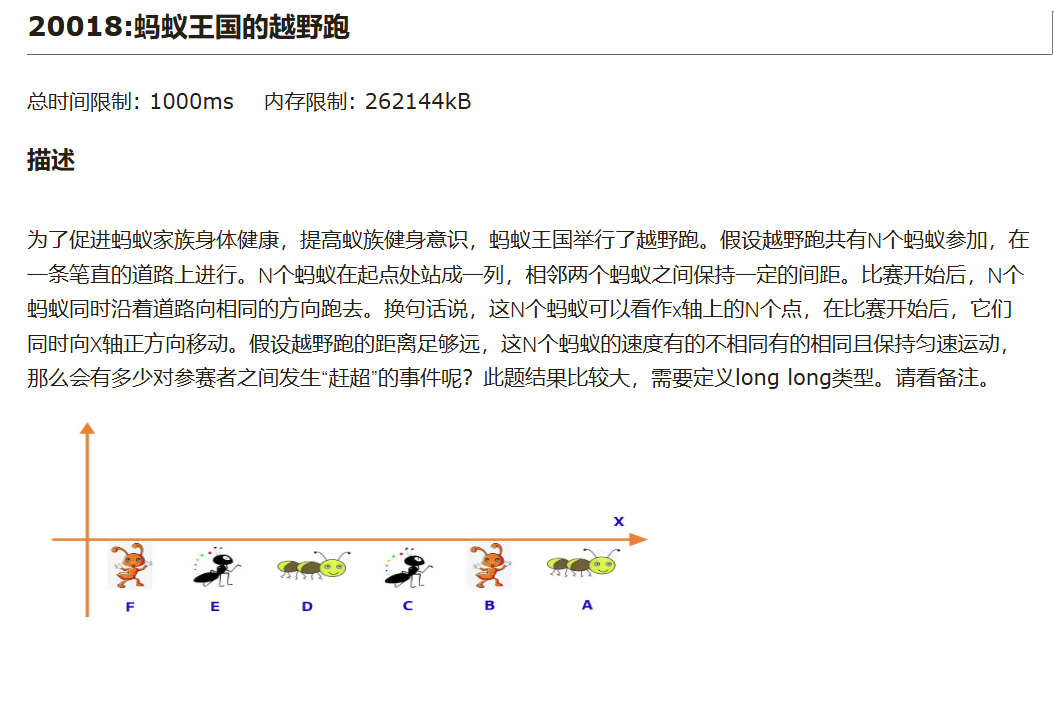 20018:蚂蚁王国的越野跑
总时间限制: 1000ms 内存限制: 262144kB
描述
为了促进蚂蚁家族身体健康，提高蚁族健身意识，蚂蚁王国举行了越野跑。假设越野跑共有N个蚂蚁参加，在
一条笔直的道路上进行。N个蚂蚁在起点处站成一列，相邻两个蚂蚁之间保持一定的间距。比赛开始后，N个
蚂蚁同时沿着道路向相同的方向跑去。换句话说，这N个蚂蚁可以看作x轴上的N个点，在比赛开始后，它们
同时向X轴正方向移动。假设越野跑的距离足够远，这N个蚂蚁的速度有的不相同有的相同且保持匀速运动，
那么会有多少对参赛者之间发生“赶超”的事件呢？此题结果比较大，需要定义long long类型。请看备注。
x
F E D C B A